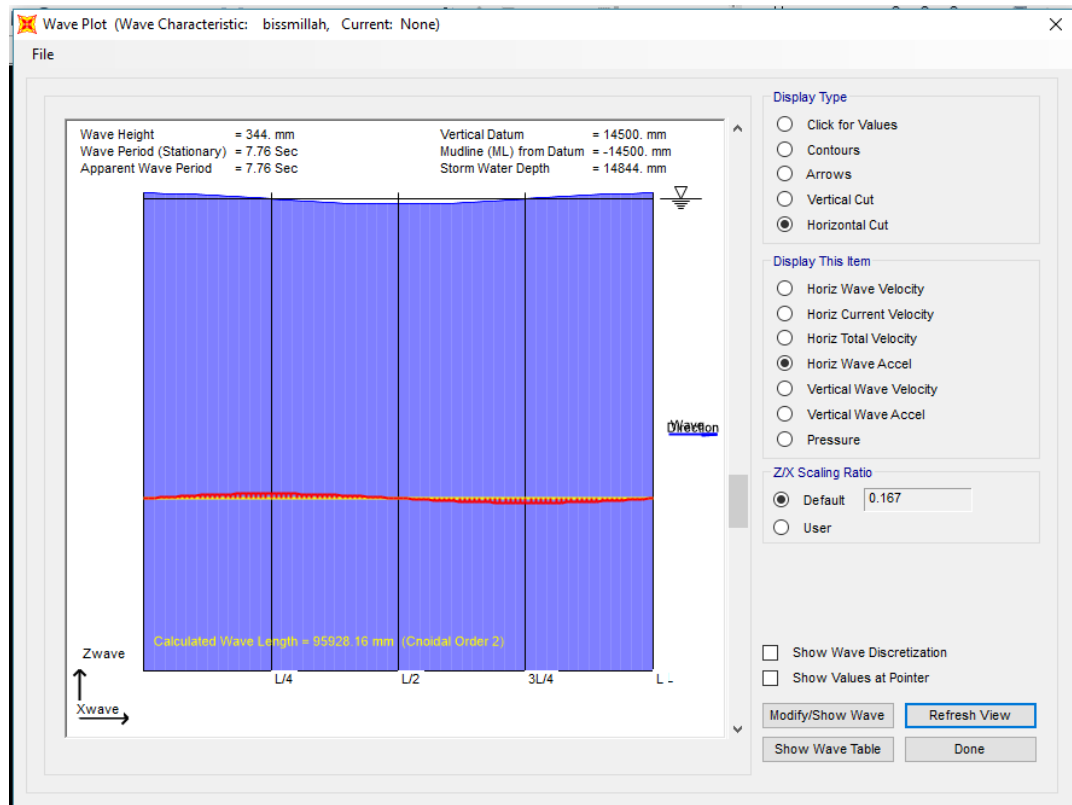 Wave Plot (Wave Characteristic: bissmillah, Current: None)
File
Wave Height = 344. mm
Wave Period (Stationary) = 7.76 Sec
Apparent Wave Period = 7.76 Sec
Vertical Datum = 14500. mm
Mudline (ML) from Datum = -14500. mm
Storm Water Depth = 14844. mm
Wave
Direction
Calculated Wave Length = 95928.16 mm (Cnoidal Order 2)
Zwave
Xwave
L/4
L/2
3L/4
L
Display Type
Click for Values
Contours
Arrows
Vertical Cut
Horizontal Cut
Display This Item
Horiz Wave Velocity
Horiz Current Velocity
Horiz Total Velocity
Horiz Wave Accel
Vertical Wave Velocity
Vertical Wave Accel
Pressure
Z/X Scaling Ratio
Default 0.167
User
Show Wave Discretization
Show Values at Pointer
Modify/Show Wave
Refresh View
Show Wave Table
Done